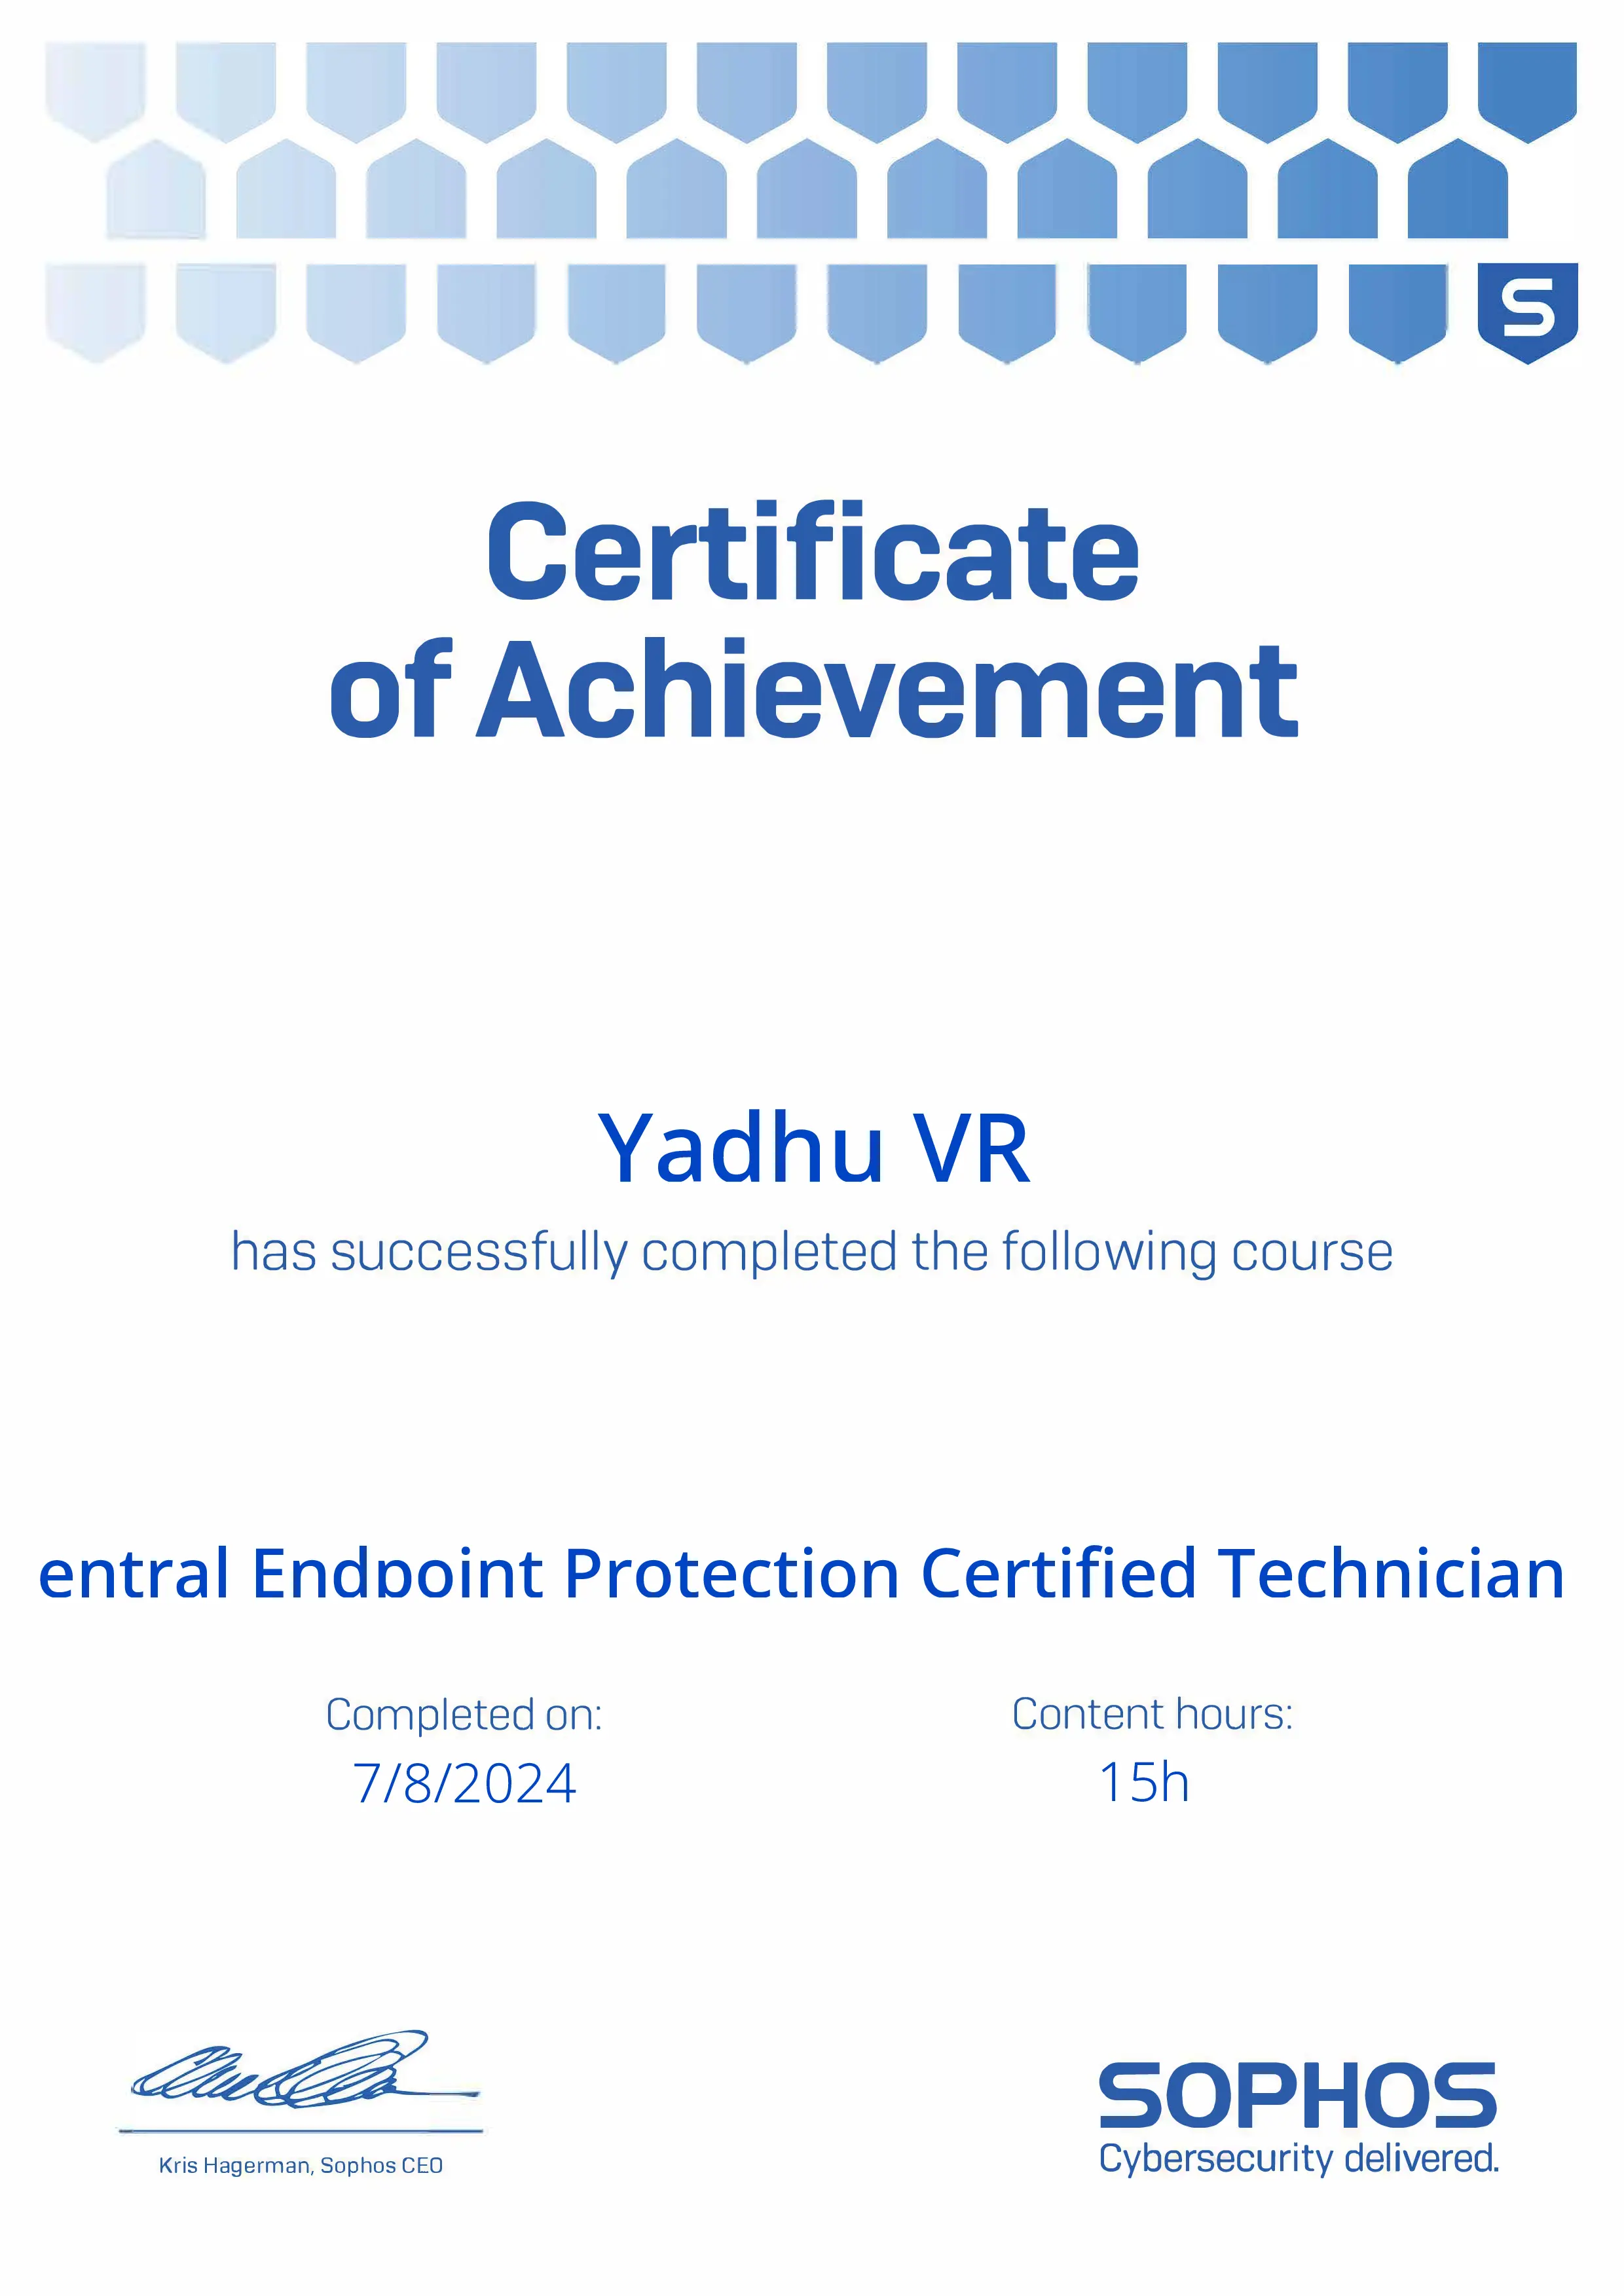 S
Certificate
of Achievement
Yadhu VR
has successfully completed the following course
entral Endpoint Protection Certified Technician
Completed on:
Content hours:
7/8/2024
15h
Kris Hagerman, Sophos CEO
SOPHOS
Cybersecurity delivered.